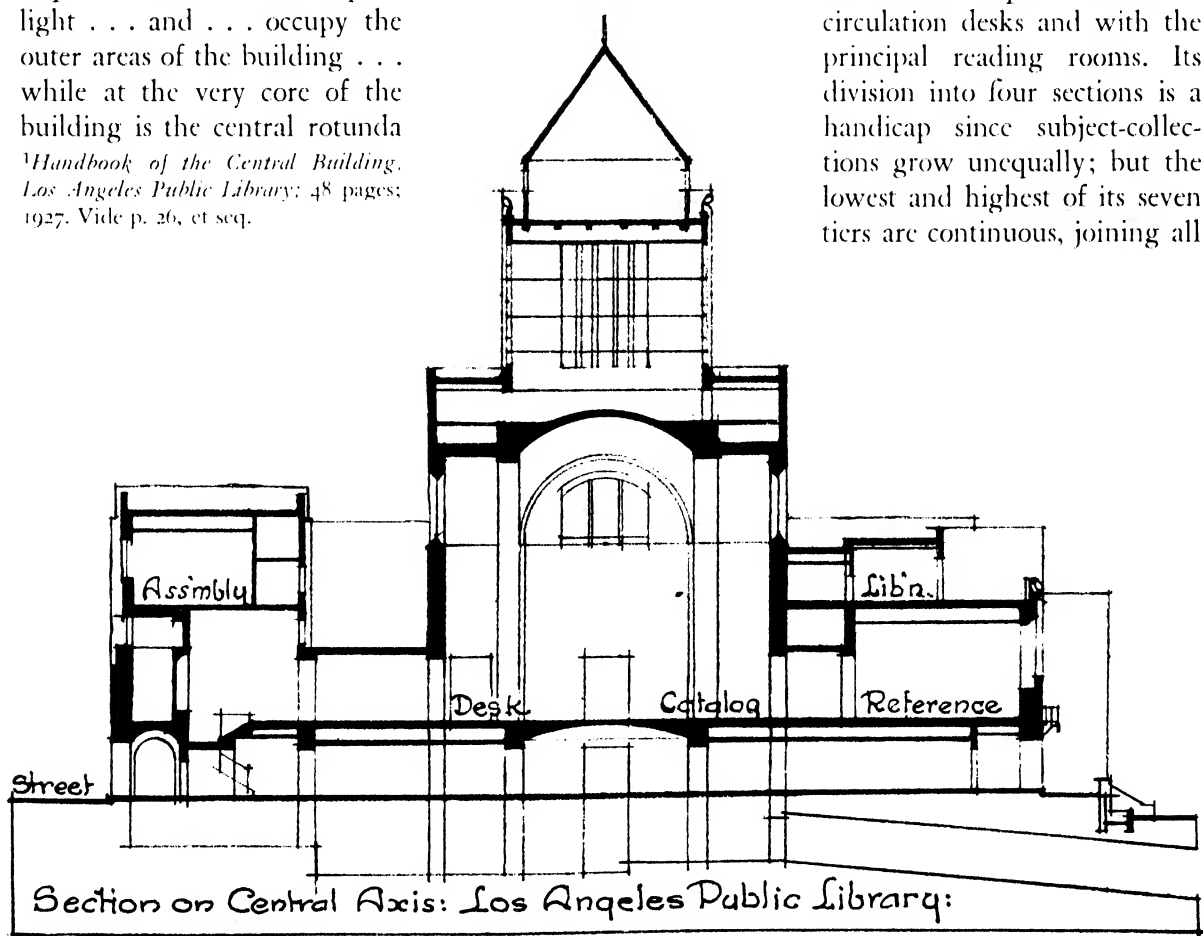 light . . . and . . . occupy the
outer areas of the building . . .
while at the very core of the
building is the central rotunda
¹Handbook of the Central Building.
Los Angeles Public Library; 48 pages;
1927. Vide p. 26, et seq.
circulation desks and with the
principal reading rooms. Its
division into four sections is a
handicap since subject-collec-
tions grow unequally; but the
lowest and highest of its seven
tiers are continuous, joining all
Ass'mbly
Lib'n.
Desk
Catalog
Reference
Street
Section on Central Axis: Los Angeles Public Library: